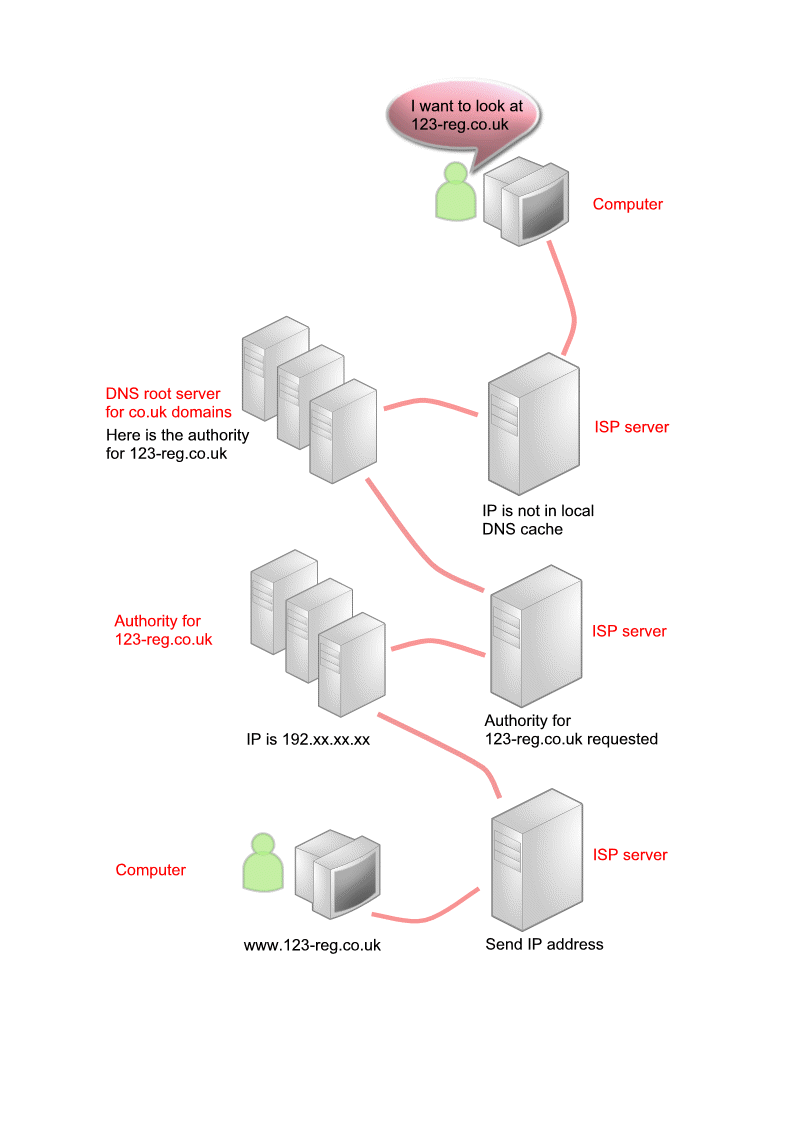 I want to look at
123-reg.co.uk
Computer
DNS root server
for co.uk domains
Here is the authority
for 123-reg.co.uk
ISP server
IP is not in local
DNS cache
Authority for
123-reg.co.uk
IP is 192.xx.xx.xx
ISP server
Authority for
123-reg.co.uk requested
Computer
www.123-reg.co.uk
ISP server
Send IP address